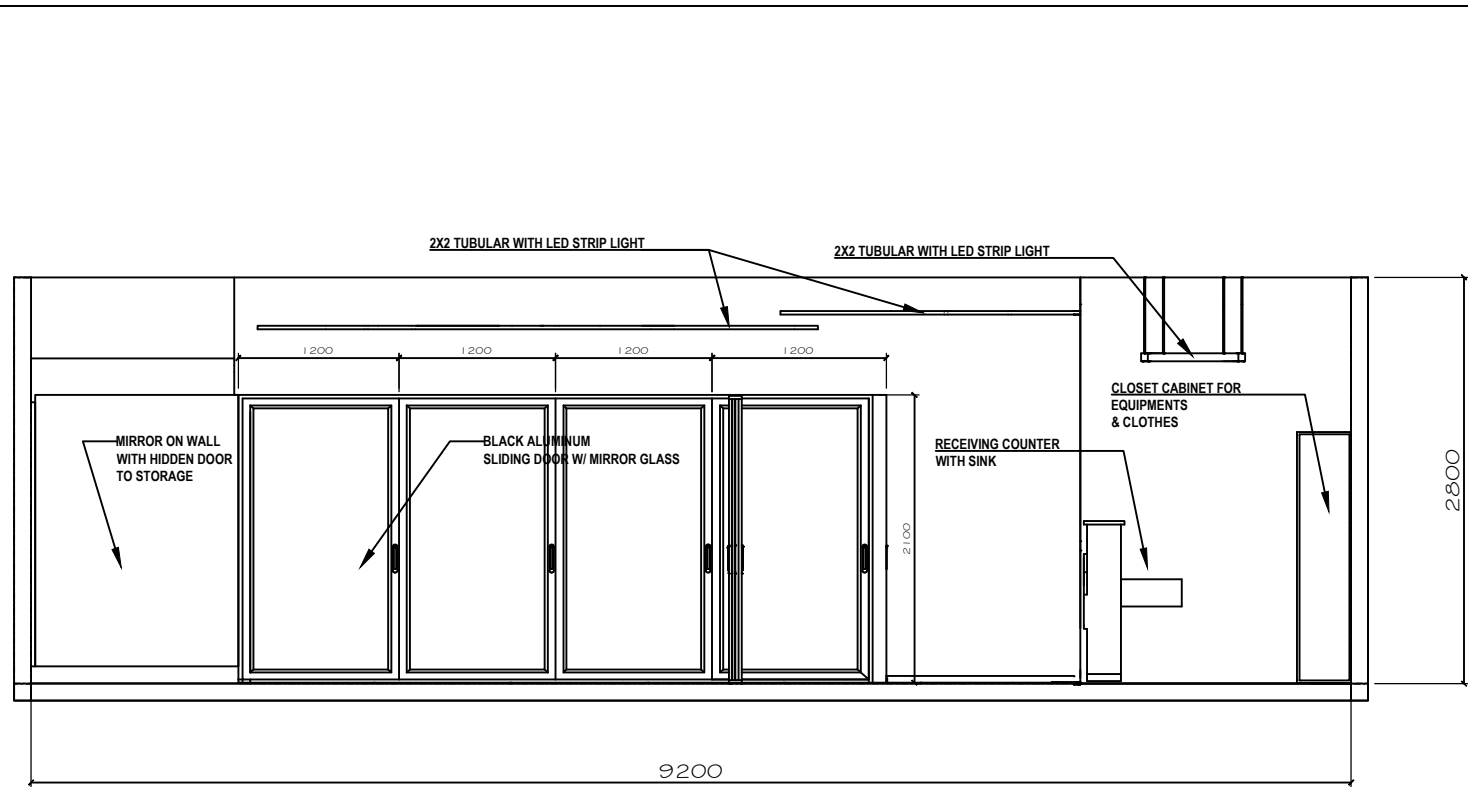 2X2 TUBULAR WITH LED STRIP LIGHT
2X2 TUBULAR WITH LED STRIP LIGHT
1200
1200
1200
1200
CLOSET CABINET FOR
EQUIPMENTS
& CLOTHES
MIRROR ON WALL
WITH HIDDEN DOOR
TO STORAGE
BLACK ALUMINUM
SLIDING DOOR W/ MIRROR GLASS
RECEIVING COUNTER
WITH SINK
2100
2800
9200